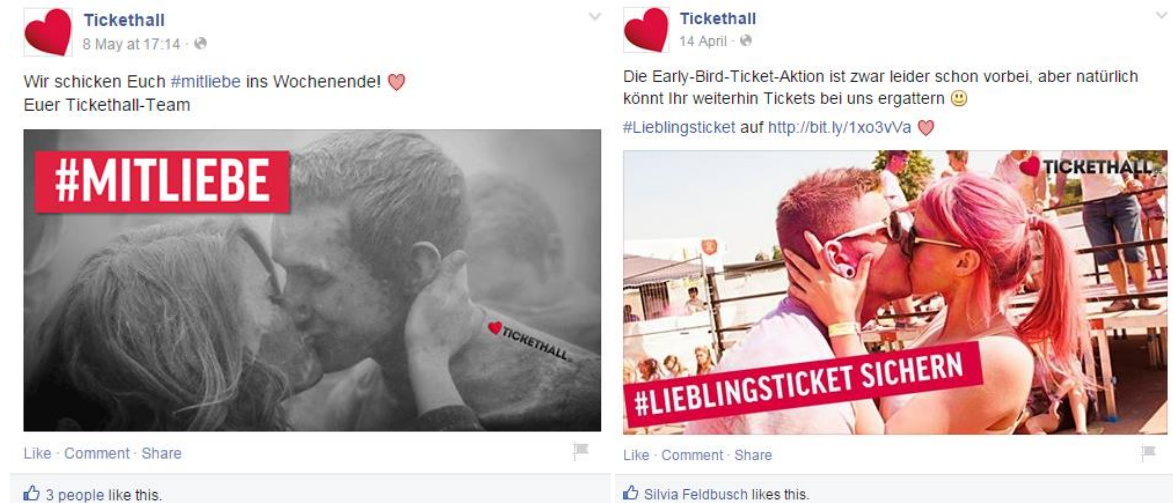 Tickethall
8 May at 17:14 ·
Wir schicken Euch #mitliebe ins Wochenende!
Euer Tickethall-Team
#MITLIEBE
TICKETHALL
Like · Comment · Share
3 people like this.
Tickethall
14 April ·
Die Early-Bird-Ticket-Aktion ist zwar leider schon vorbei, aber natürlich
könnt Ihr weiterhin Tickets bei uns ergattern
#Lieblingsticket auf http://bit.ly/1xo3vVa
TICKETHALL
#LIEBLINGSTICKET SICHERN
Like · Comment · Share
Silvia Feldbusch likes this.